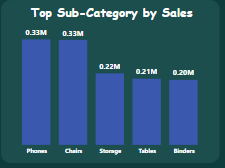 Top Sub-Category by Sales
0.33M 0.33M 0.22M 0.21M 0.20M
Phones Chairs Storage Tables Binders